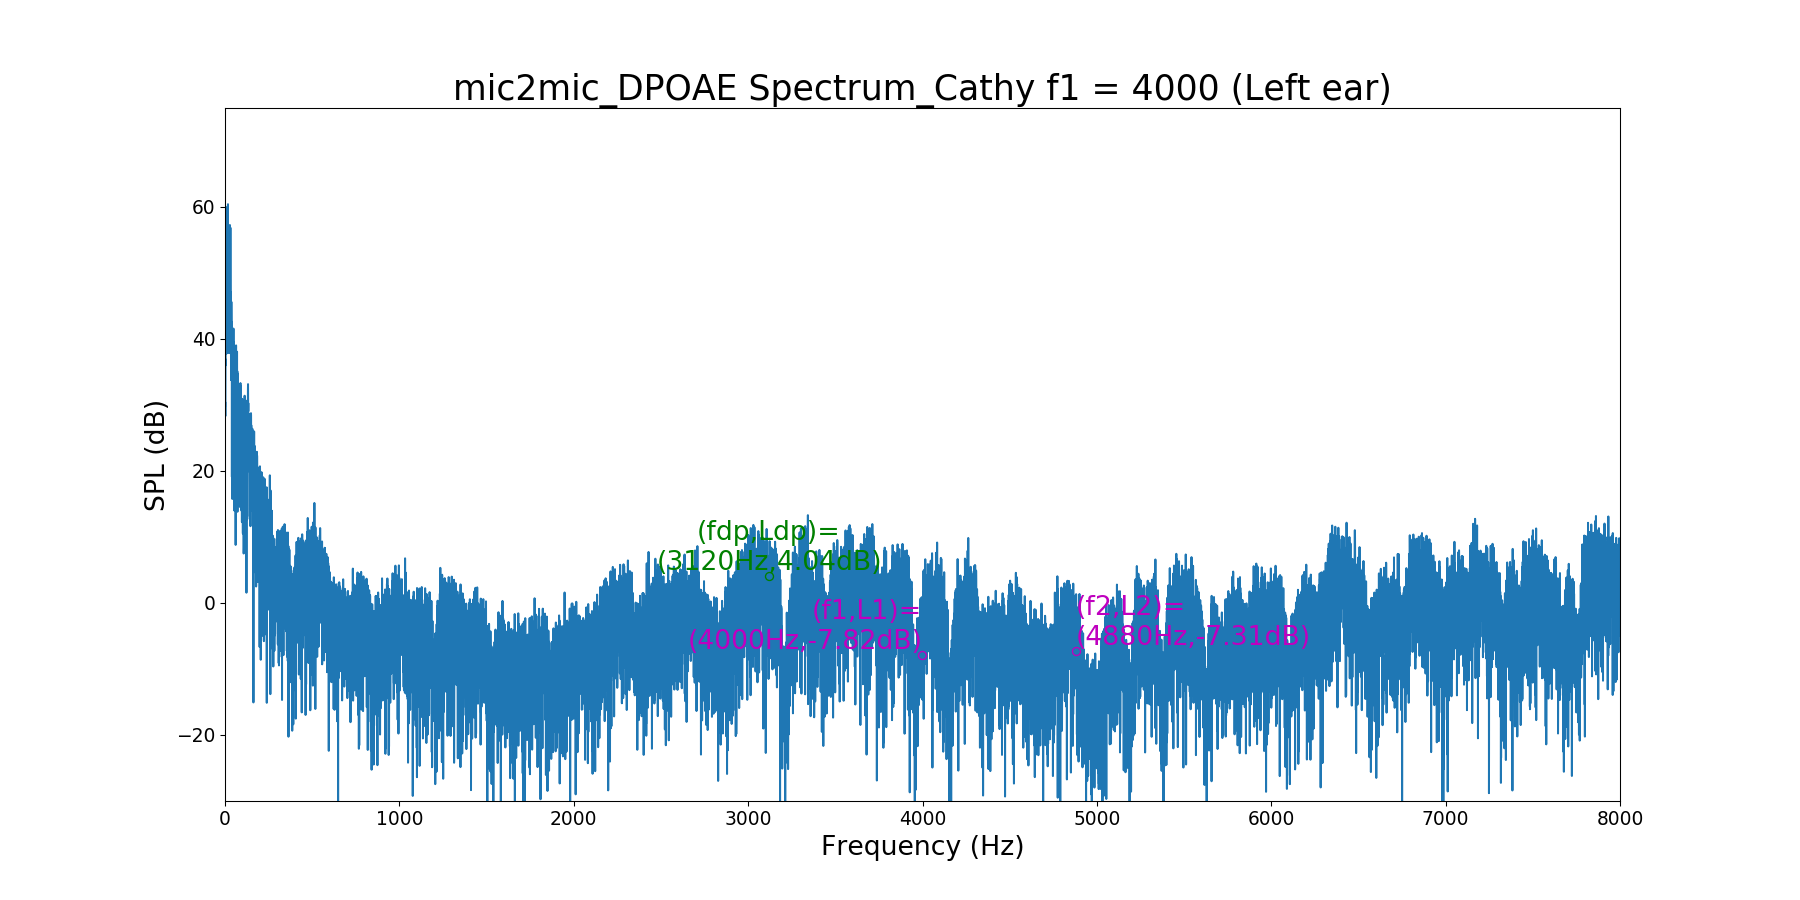 mic2mic_DPOAE Spectrum_Cathy f1 = 4000 (Left ear)
SPL (dB)
60
40
20
0
−20
(fdp,Ldp)=
(3120Hz,4.04dB)
(f1,L1)=
(4000Hz,-7.82dB)
(f2,L2)=
(4880Hz,-7.31dB)
0 1000 2000 3000 4000 5000 6000 7000 8000
Frequency (Hz)